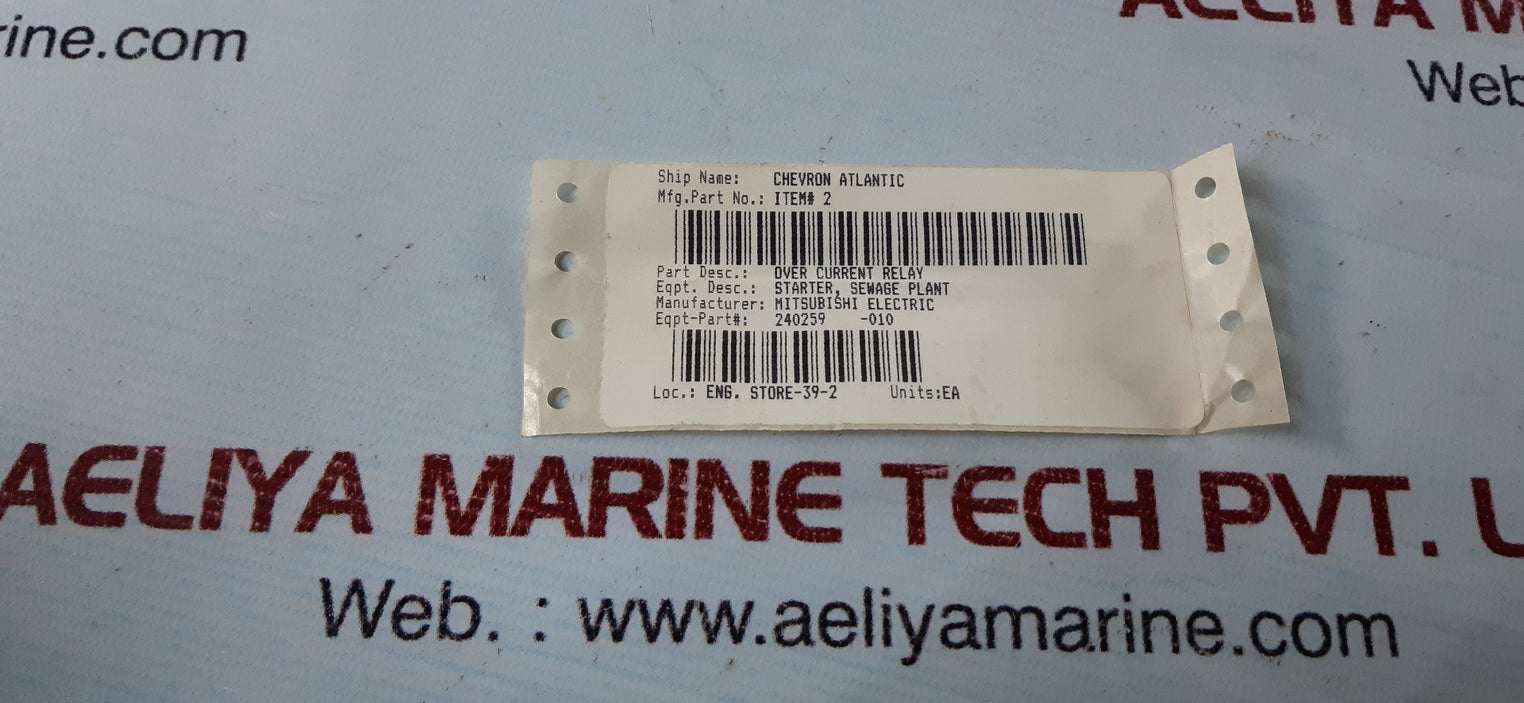 rine.com
AELIYA M
Web
Ship Name: CHEVRON ATLANTIC
Mfg.Part No.: ITEM# 2
Part Desc.: OVER CURRENT RELAY
Eqpt. Desc.: STARTER, SEWAGE PLANT
Manufacturer: MITSUBISHI ELECTRIC
Eqpt-Part#: 240259 -010
Loc.: ENG. STORE-39-2 Units:EA
AELIYA MARINE TECH PVT. L
Web. : www.aeliyamarine.com